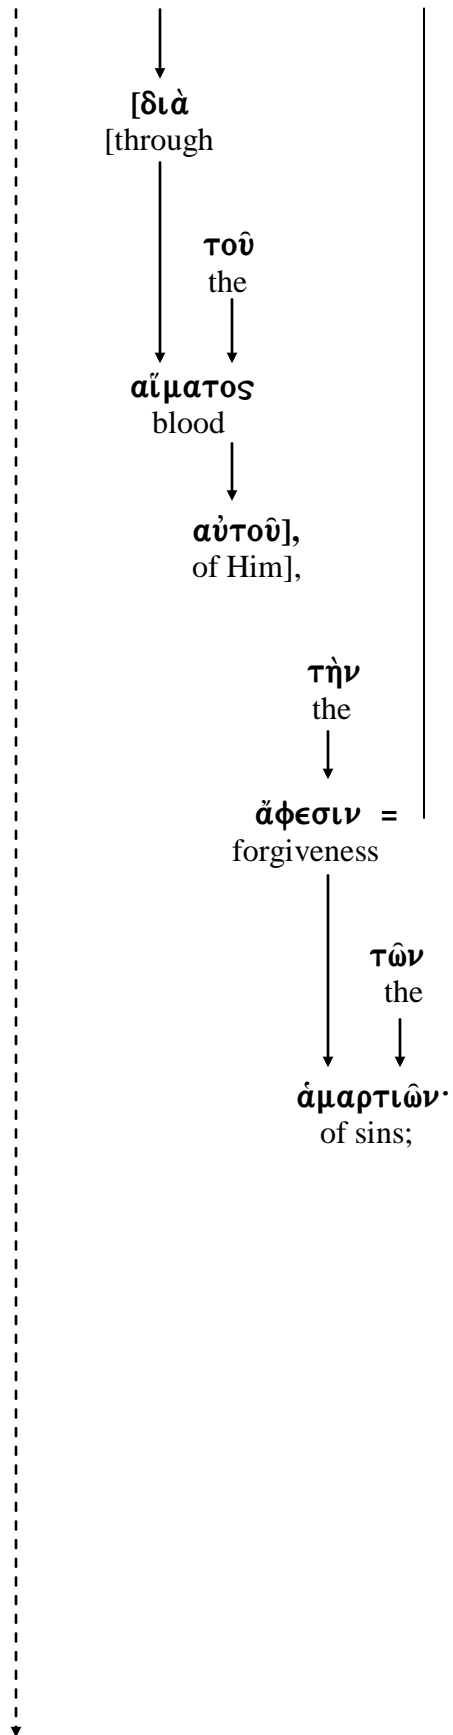 [διὰ
[through
τοῦ
the
αἵματος
blood
αὐτοῦ],
of Him],
τὴν
the
ἄφεσιν =
forgiveness
τῶν
the
ἁμαρτιῶν·
of sins;